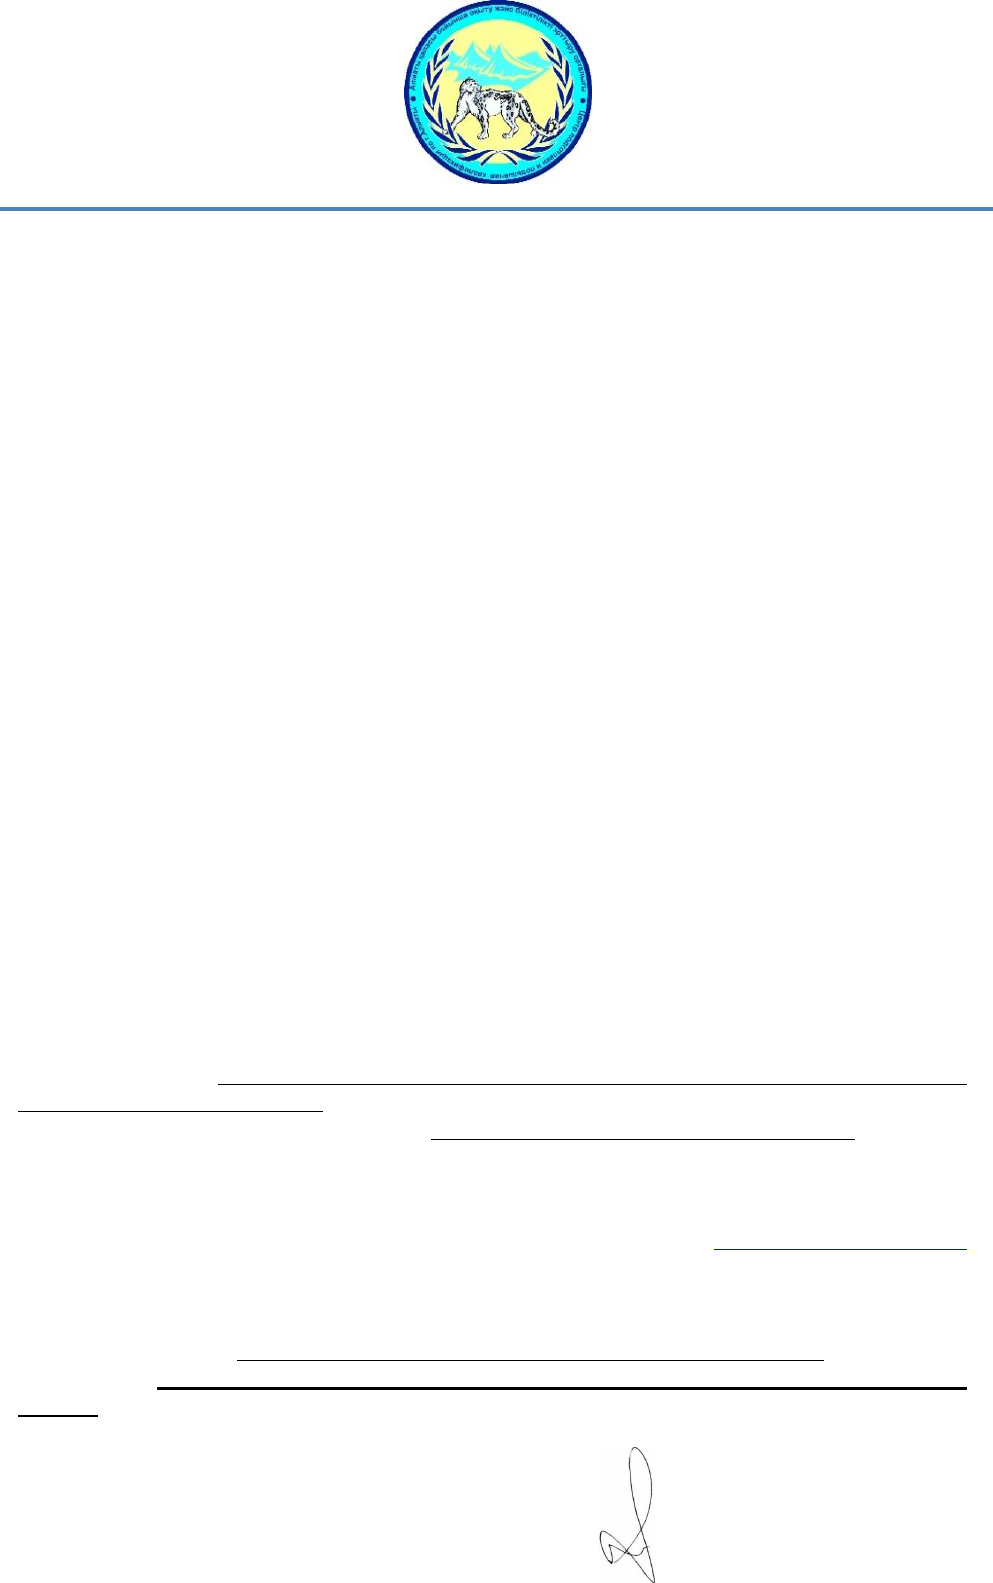 Алматы қаласы бойынша оқыту және біліктілікті арттыру орталығы
Центр подготовки и повышения квалификации по г.Алматы